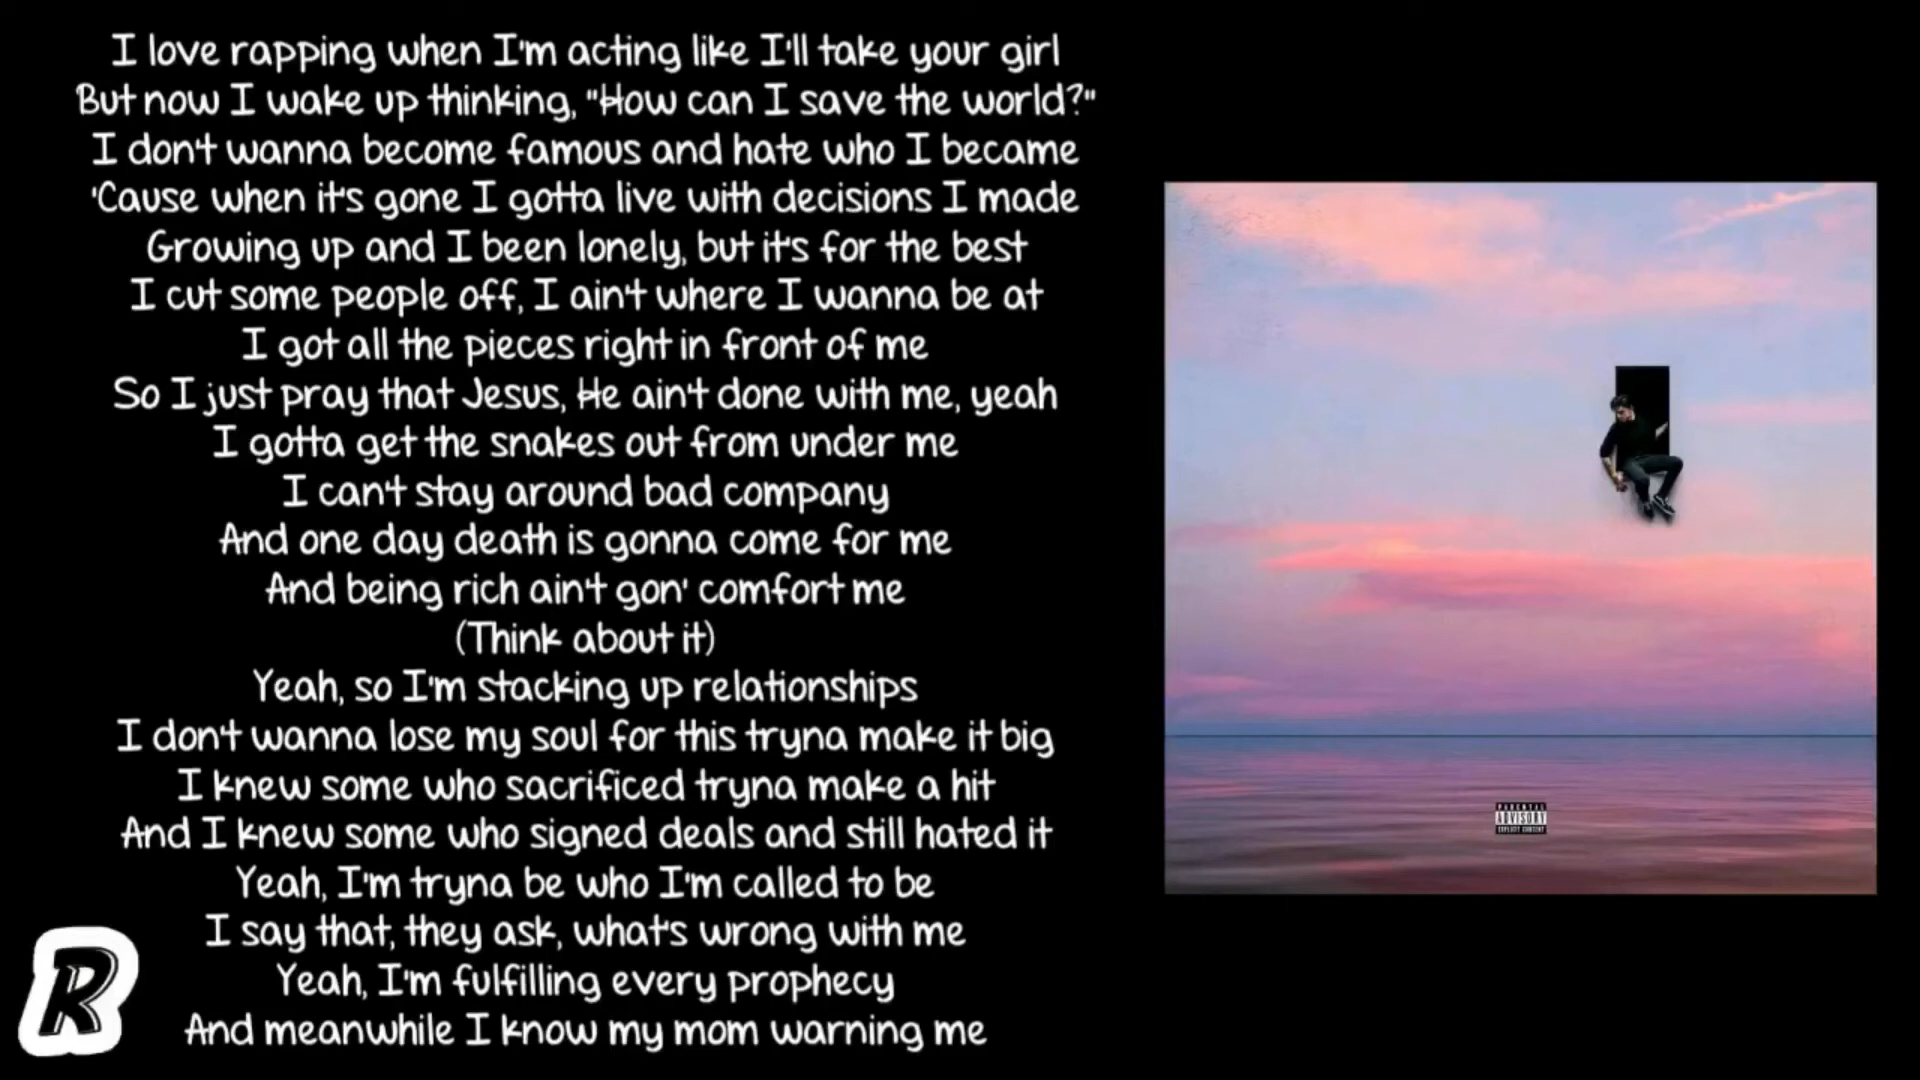 I love rapping when I'm acting like I'll take your girl
But now I wake up thinking, "How can I save the world?"
I don't wanna become famous and hate who I became
'Cause when it's gone I gotta live with decisions I made
Growing up and I been lonely, but it's for the best
I cut some people off, I ain't where I wanna be at
I got all the pieces right in front of me
So I just pray that Jesus, He ain't done with me, yeah
I gotta get the snakes out from under me
I can't stay around bad company
And one day death is gonna come for me
And being rich ain't gon' comfort me
(Think about it)
Yeah, so I'm stacking up relationships
I don't wanna lose my soul for this tryna make it big
I knew some who sacrificed tryna make a hit
And I knew some who signed deals and still hated it
Yeah, I'm tryna be who I'm called to be
I say that, they ask, what's wrong with me
Yeah, I'm fulfilling every prophecy
And meanwhile I know my mom warning me
R
PARENTAL
ADVISORY
EXPLICIT CONTENT